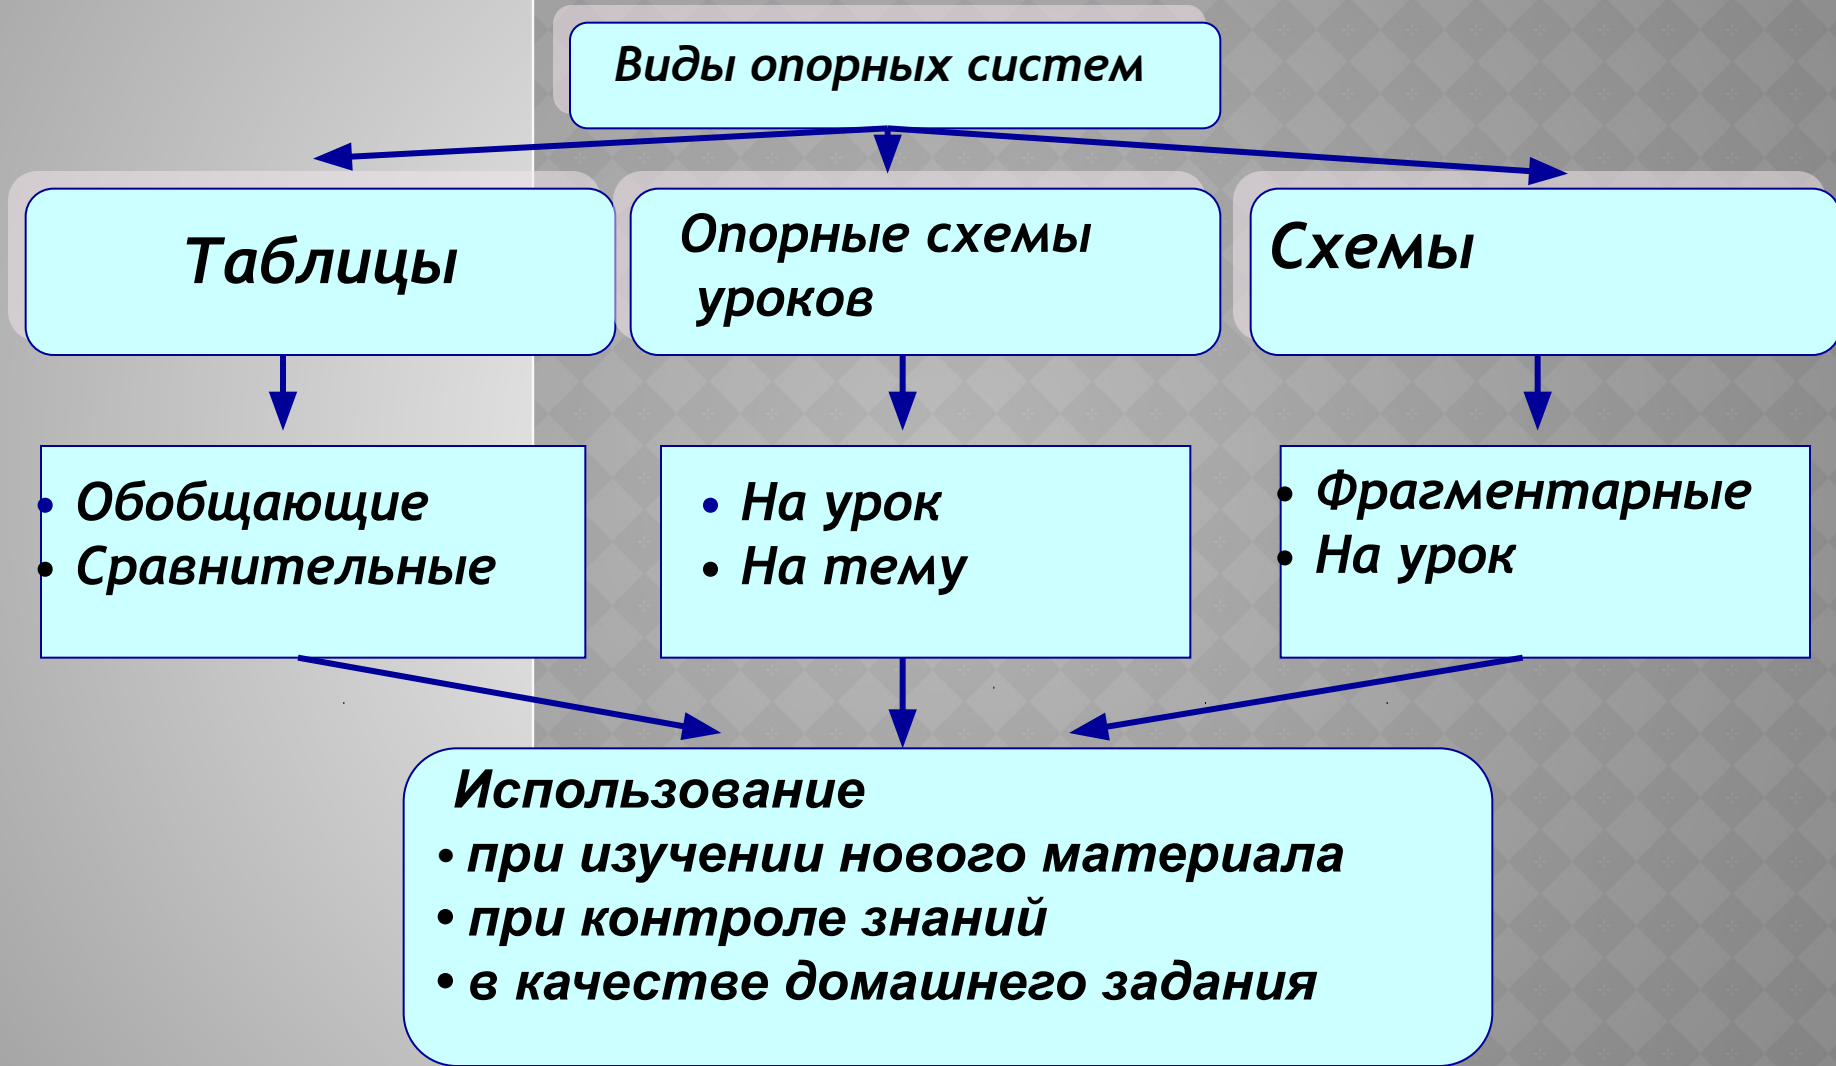 Виды опорных систем
Таблицы
Опорные схемы
уроков
Схемы
• Обобщающие
• Сравнительные
• На урок
• На тему
• Фрагментарные
• На урок
Использование
• при изучении нового материала
• при контроле знаний
• в качестве домашнего задания